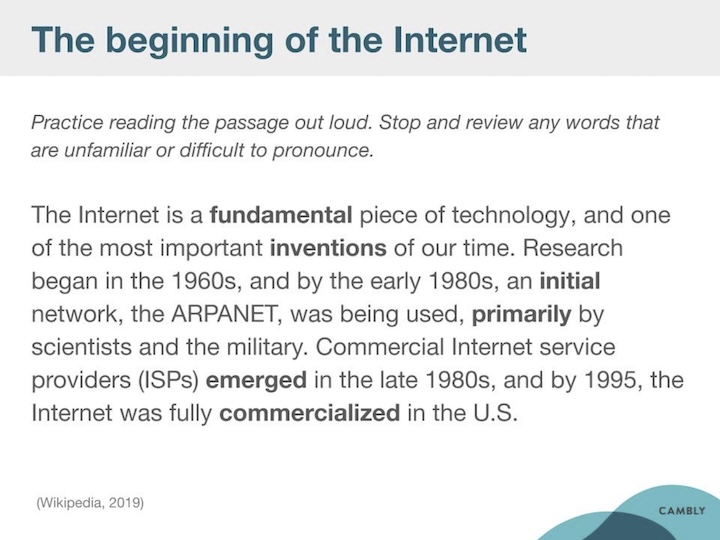 The beginning of the Internet
Practice reading the passage out loud. Stop and review any words that
are unfamiliar or difficult to pronounce.
The Internet is a fundamental piece of technology, and one
of the most important inventions of our time. Research
began in the 1960s, and by the early 1980s, an initial
network, the ARPANET, was being used, primarily by
scientists and the military. Commercial Internet service
providers (ISPs) emerged in the late 1980s, and by 1995, the
Internet was fully commercialized in the U.S.
(Wikipedia, 2019)
CAMBLY